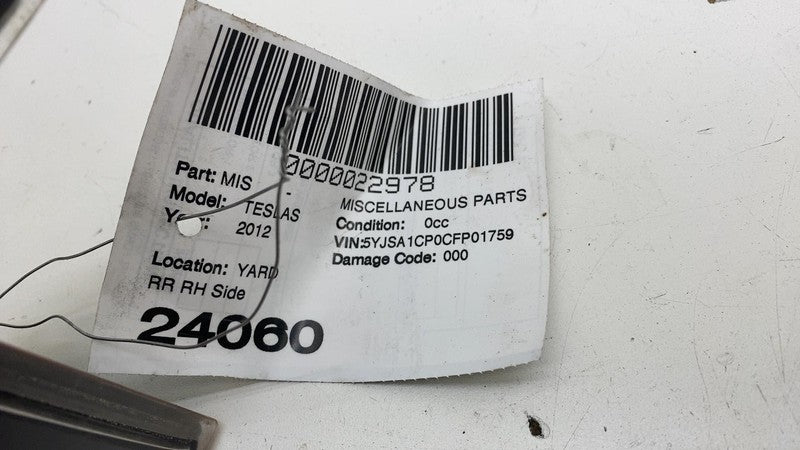 0000022978
Part: MIS - MISCELLANEOUS PARTS
Model: TESLAS Condition: 0cc
Year: 2012 VIN:5YJSA1CP0CFP01759
Damage Code: 000
Location: YARD
RR RH Side
24060